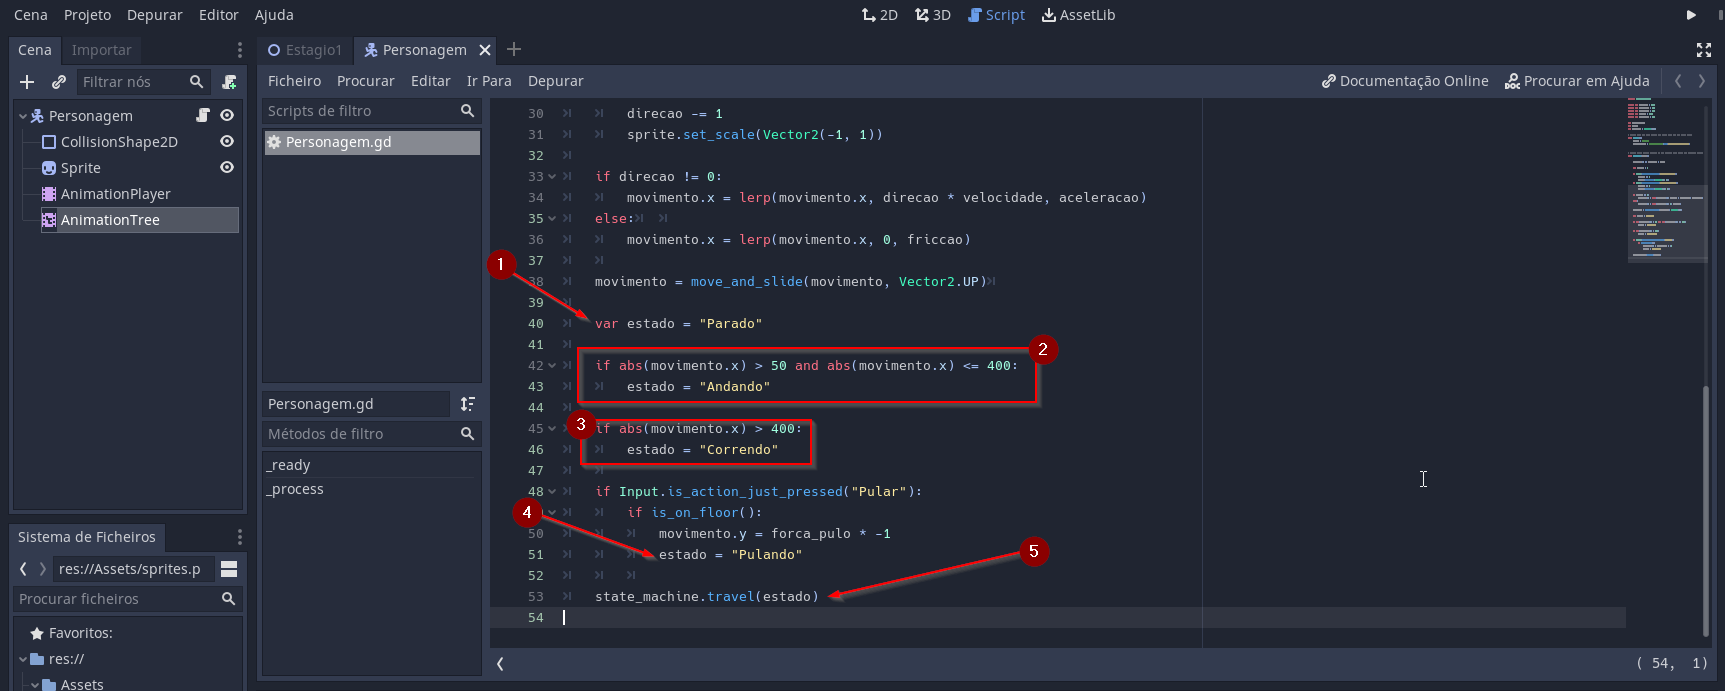 Cena Projeto Depurar Editor Ajuda 2D 3D Script AssetLib
Cena Importar Estagio1 Personagem
Filtrar nós Ficheiro Procurar Editar Ir Para Depurar Documentação Online Procurar em Ajuda
Personagem
CollisionShape2D
Sprite
AnimationPlayer
AnimationTree
Scripts de filtro
Personagem.gd
Personagem.gd
Métodos de filtro
_ready
_process
30 direcao -= 1
31 sprite.set_scale(Vector2(-1, 1))
32
33 if direcao != 0:
34 movimento.x = lerp(movimento.x, direcao * velocidade, aceleracao)
35 else:
36 movimento.x = lerp(movimento.x, 0, friccao)
37
1
38 movimento = move_and_slide(movimento, Vector2.UP)
39
40 var estado = "Parado"
41
2
42 if abs(movimento.x) > 50 and abs(movimento.x) <= 400:
43 estado = "Andando"
44
3
45 if abs(movimento.x) > 400:
46 estado = "Correndo"
47
48 if Input.is_action_just_pressed("Pular"):
4
if is_on_floor():
50 movimento.y = forca_pulo * -1
51 estado = "Pulando"
5
52
53 state_machine.travel(estado)
54
( 54, 1)
Sistema de Ficheiros
res://Assets/sprites.p
Procurar ficheiros
Favoritos:
res://
Assets